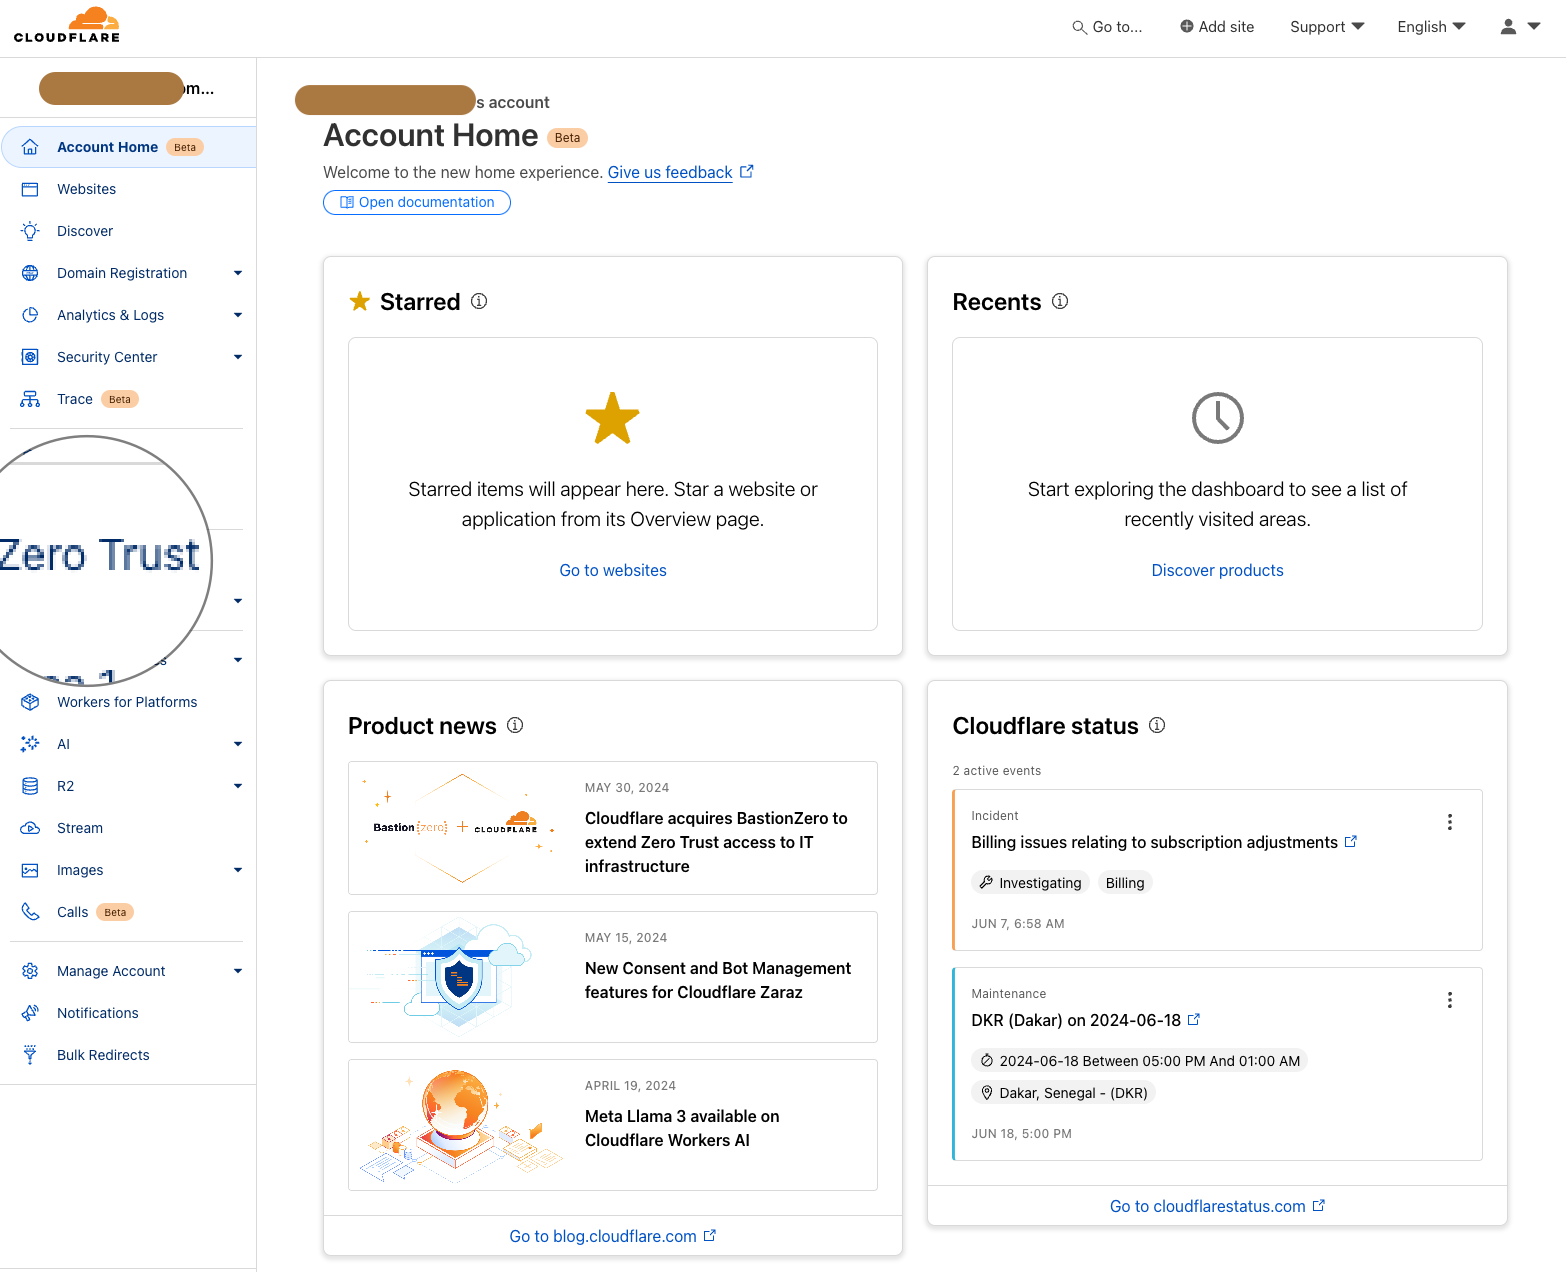 CLOUDFLARE
Go to...
Add site
Support
English
om...
Account Home Beta
Websites
Discover
Domain Registration
Analytics & Logs
Security Center
Trace Beta
Zero Trust
Workers for Platforms
AI
R2
Stream
Images
Calls Beta
Manage Account
Notifications
Bulk Redirects
s account
Account Home Beta
Welcome to the new home experience. Give us feedback
Open documentation
Starred
Starred items will appear here. Star a website or
application from its Overview page.
Go to websites
Recents
Start exploring the dashboard to see a list of
recently visited areas.
Discover products
Product news
Bastion{zero} + CLOUDFLARE
MAY 30, 2024
Cloudflare acquires BastionZero to
extend Zero Trust access to IT
infrastructure
MAY 15, 2024
New Consent and Bot Management
features for Cloudflare Zaraz
APRIL 19, 2024
Meta Llama 3 available on
Cloudflare Workers AI
Go to blog.cloudflare.com
Cloudflare status
2 active events
Incident
Billing issues relating to subscription adjustments
Investigating
Billing
JUN 7, 6:58 AM
Maintenance
DKR (Dakar) on 2024-06-18
2024-06-18 Between 05:00 PM And 01:00 AM
Dakar, Senegal - (DKR)
JUN 18, 5:00 PM
Go to cloudflarestatus.com